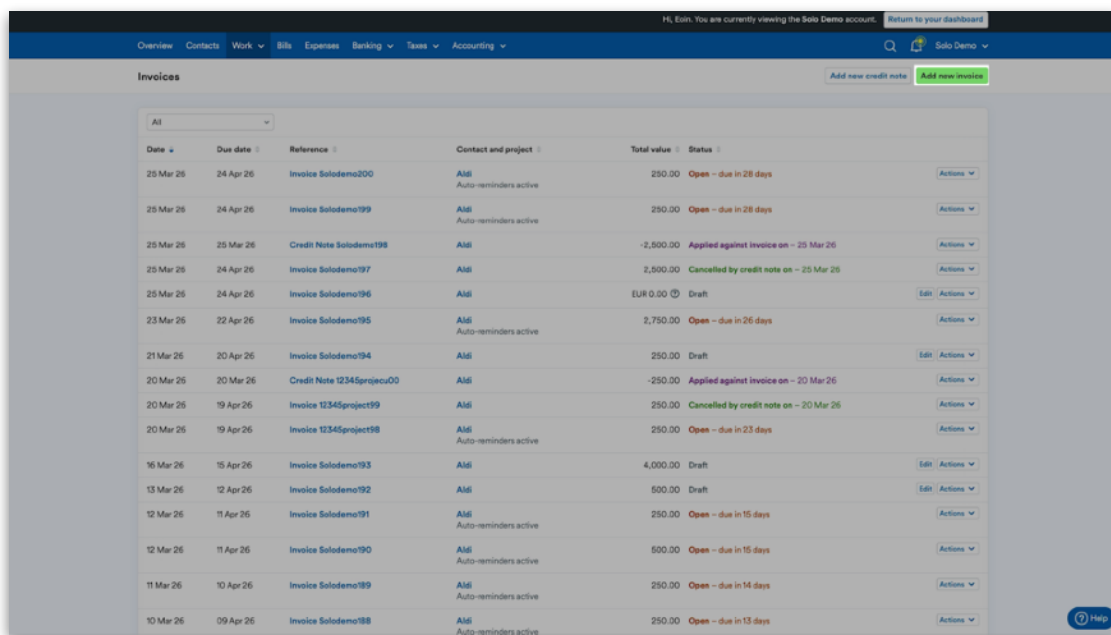 Hi, Eoin. You are currently viewing the Solo Demo account. Return to your dashboard
Overview Contacts Work Bills Expenses Banking Taxes Accounting Solo Demo
Invoices Add new credit note Add new invoice
All
Date Due date Reference Contact and project Total value Status
25 Mar 26 24 Apr 26 Invoice Solodemo200 Aldi 250.00 Open – due in 28 days Actions
Auto-reminders active
25 Mar 26 24 Apr 26 Invoice Solodemo199 Aldi 250.00 Open – due in 28 days Actions
Auto-reminders active
25 Mar 26 25 Mar 26 Credit Note Solodemo198 Aldi -2,500.00 Applied against invoice on – 25 Mar 26 Actions
25 Mar 26 24 Apr 26 Invoice Solodemo197 Aldi 2,500.00 Cancelled by credit note on – 25 Mar 26 Actions
25 Mar 26 24 Apr 26 Invoice Solodemo196 Aldi EUR 0.00 Draft Edit Actions
23 Mar 26 22 Apr 26 Invoice Solodemo195 Aldi 2,750.00 Open – due in 26 days Actions
Auto-reminders active
21 Mar 26 20 Apr 26 Invoice Solodemo194 Aldi 250.00 Draft Edit Actions
20 Mar 26 20 Mar 26 Credit Note 12345projecu00 Aldi -250.00 Applied against invoice on – 20 Mar 26 Actions
20 Mar 26 19 Apr 26 Invoice 12345project99 Aldi 250.00 Cancelled by credit note on – 20 Mar 26 Actions
20 Mar 26 19 Apr 26 Invoice 12345project98 Aldi 250.00 Open – due in 23 days Actions
Auto-reminders active
16 Mar 26 15 Apr 26 Invoice Solodemo193 Aldi 4,000.00 Draft Edit Actions
13 Mar 26 12 Apr 26 Invoice Solodemo192 Aldi 500.00 Draft Edit Actions
12 Mar 26 11 Apr 26 Invoice Solodemo191 Aldi 250.00 Open – due in 15 days Actions
Auto-reminders active
12 Mar 26 11 Apr 26 Invoice Solodemo190 Aldi 500.00 Open – due in 15 days Actions
Auto-reminders active
11 Mar 26 10 Apr 26 Invoice Solodemo189 Aldi 250.00 Open – due in 14 days Actions
Auto-reminders active
10 Mar 26 09 Apr 26 Invoice Solodemo188 Aldi 250.00 Open – due in 13 days Actions
Auto-reminders active
Help